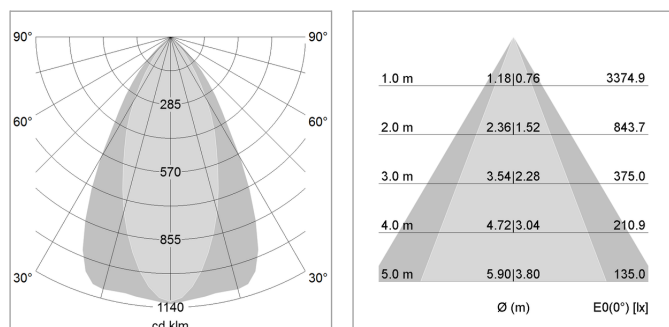 90° 90°
285
60° 60°
570
855
30° 30°
1140
cd klm
1.0 m 1.18|0.76 3374.9
2.0 m 2.36|1.52 843.7
3.0 m 3.54|2.28 375.0
4.0 m 4.72|3.04 210.9
5.0 m 5.90|3.80 135.0
Ø (m) E0(0°) [lx]